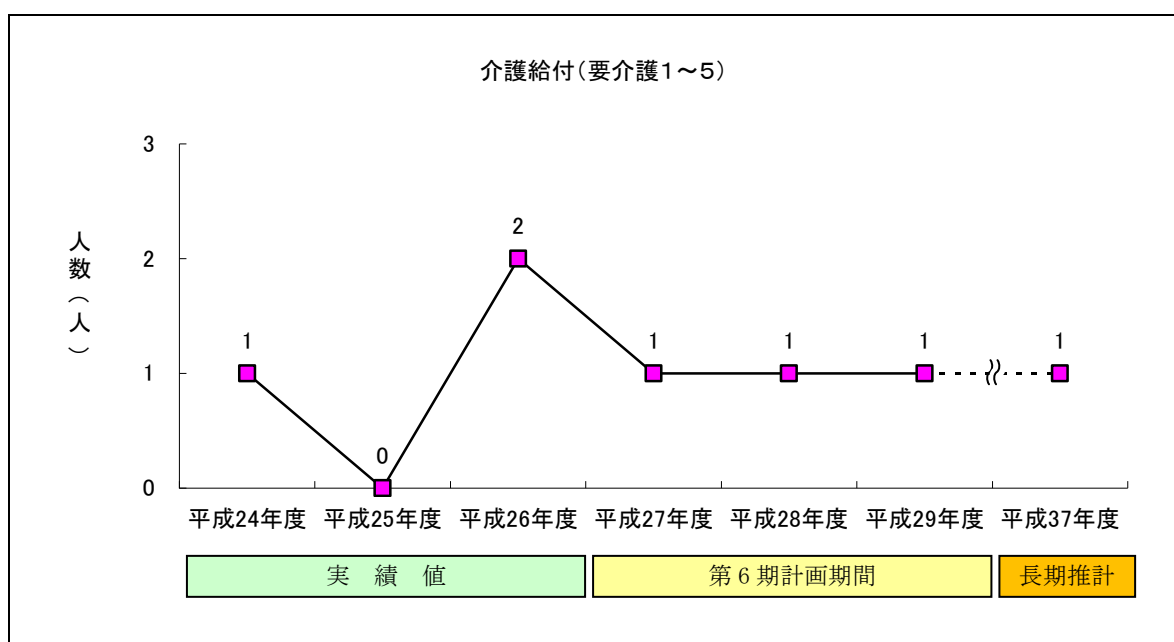 介護給付(要介護1~5)
人数(人)
3
2
1
0
1
0
2
1
1
1
1
平成24年度 平成25年度 平成26年度 平成27年度 平成28年度 平成29年度 平成37年度
実 績 値 第6期計画期間 長期推計